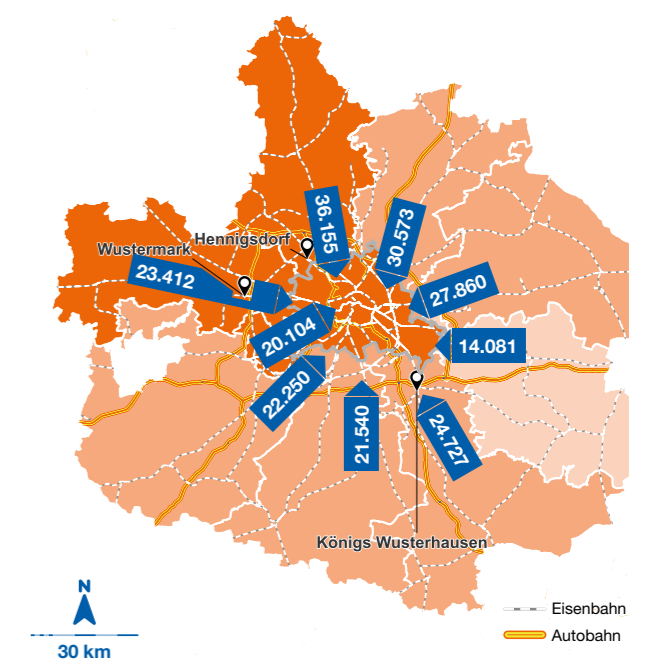 36.155
30.573
Hennigsdorf
Wustermark
23.412
27.860
20.104
14.081
22.250
21.540
24.727
Königs Wusterhausen
N
30 km
Eisenbahn
Autobahn